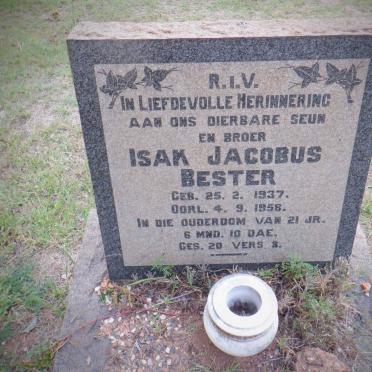 R.I.V.
IN LIEFDEVOLLE HERINNERING
AAN ONS DIERBARE SEUN
EN BROER
ISAK JACOBUS
BESTER
GEB. 25. 2. 1937.
OORL. 4. 9. 1958.
IN DIE OUDERDOM VAN 21 JR.
6 MND. 10 DAE.
GES. 20 VERS 8.